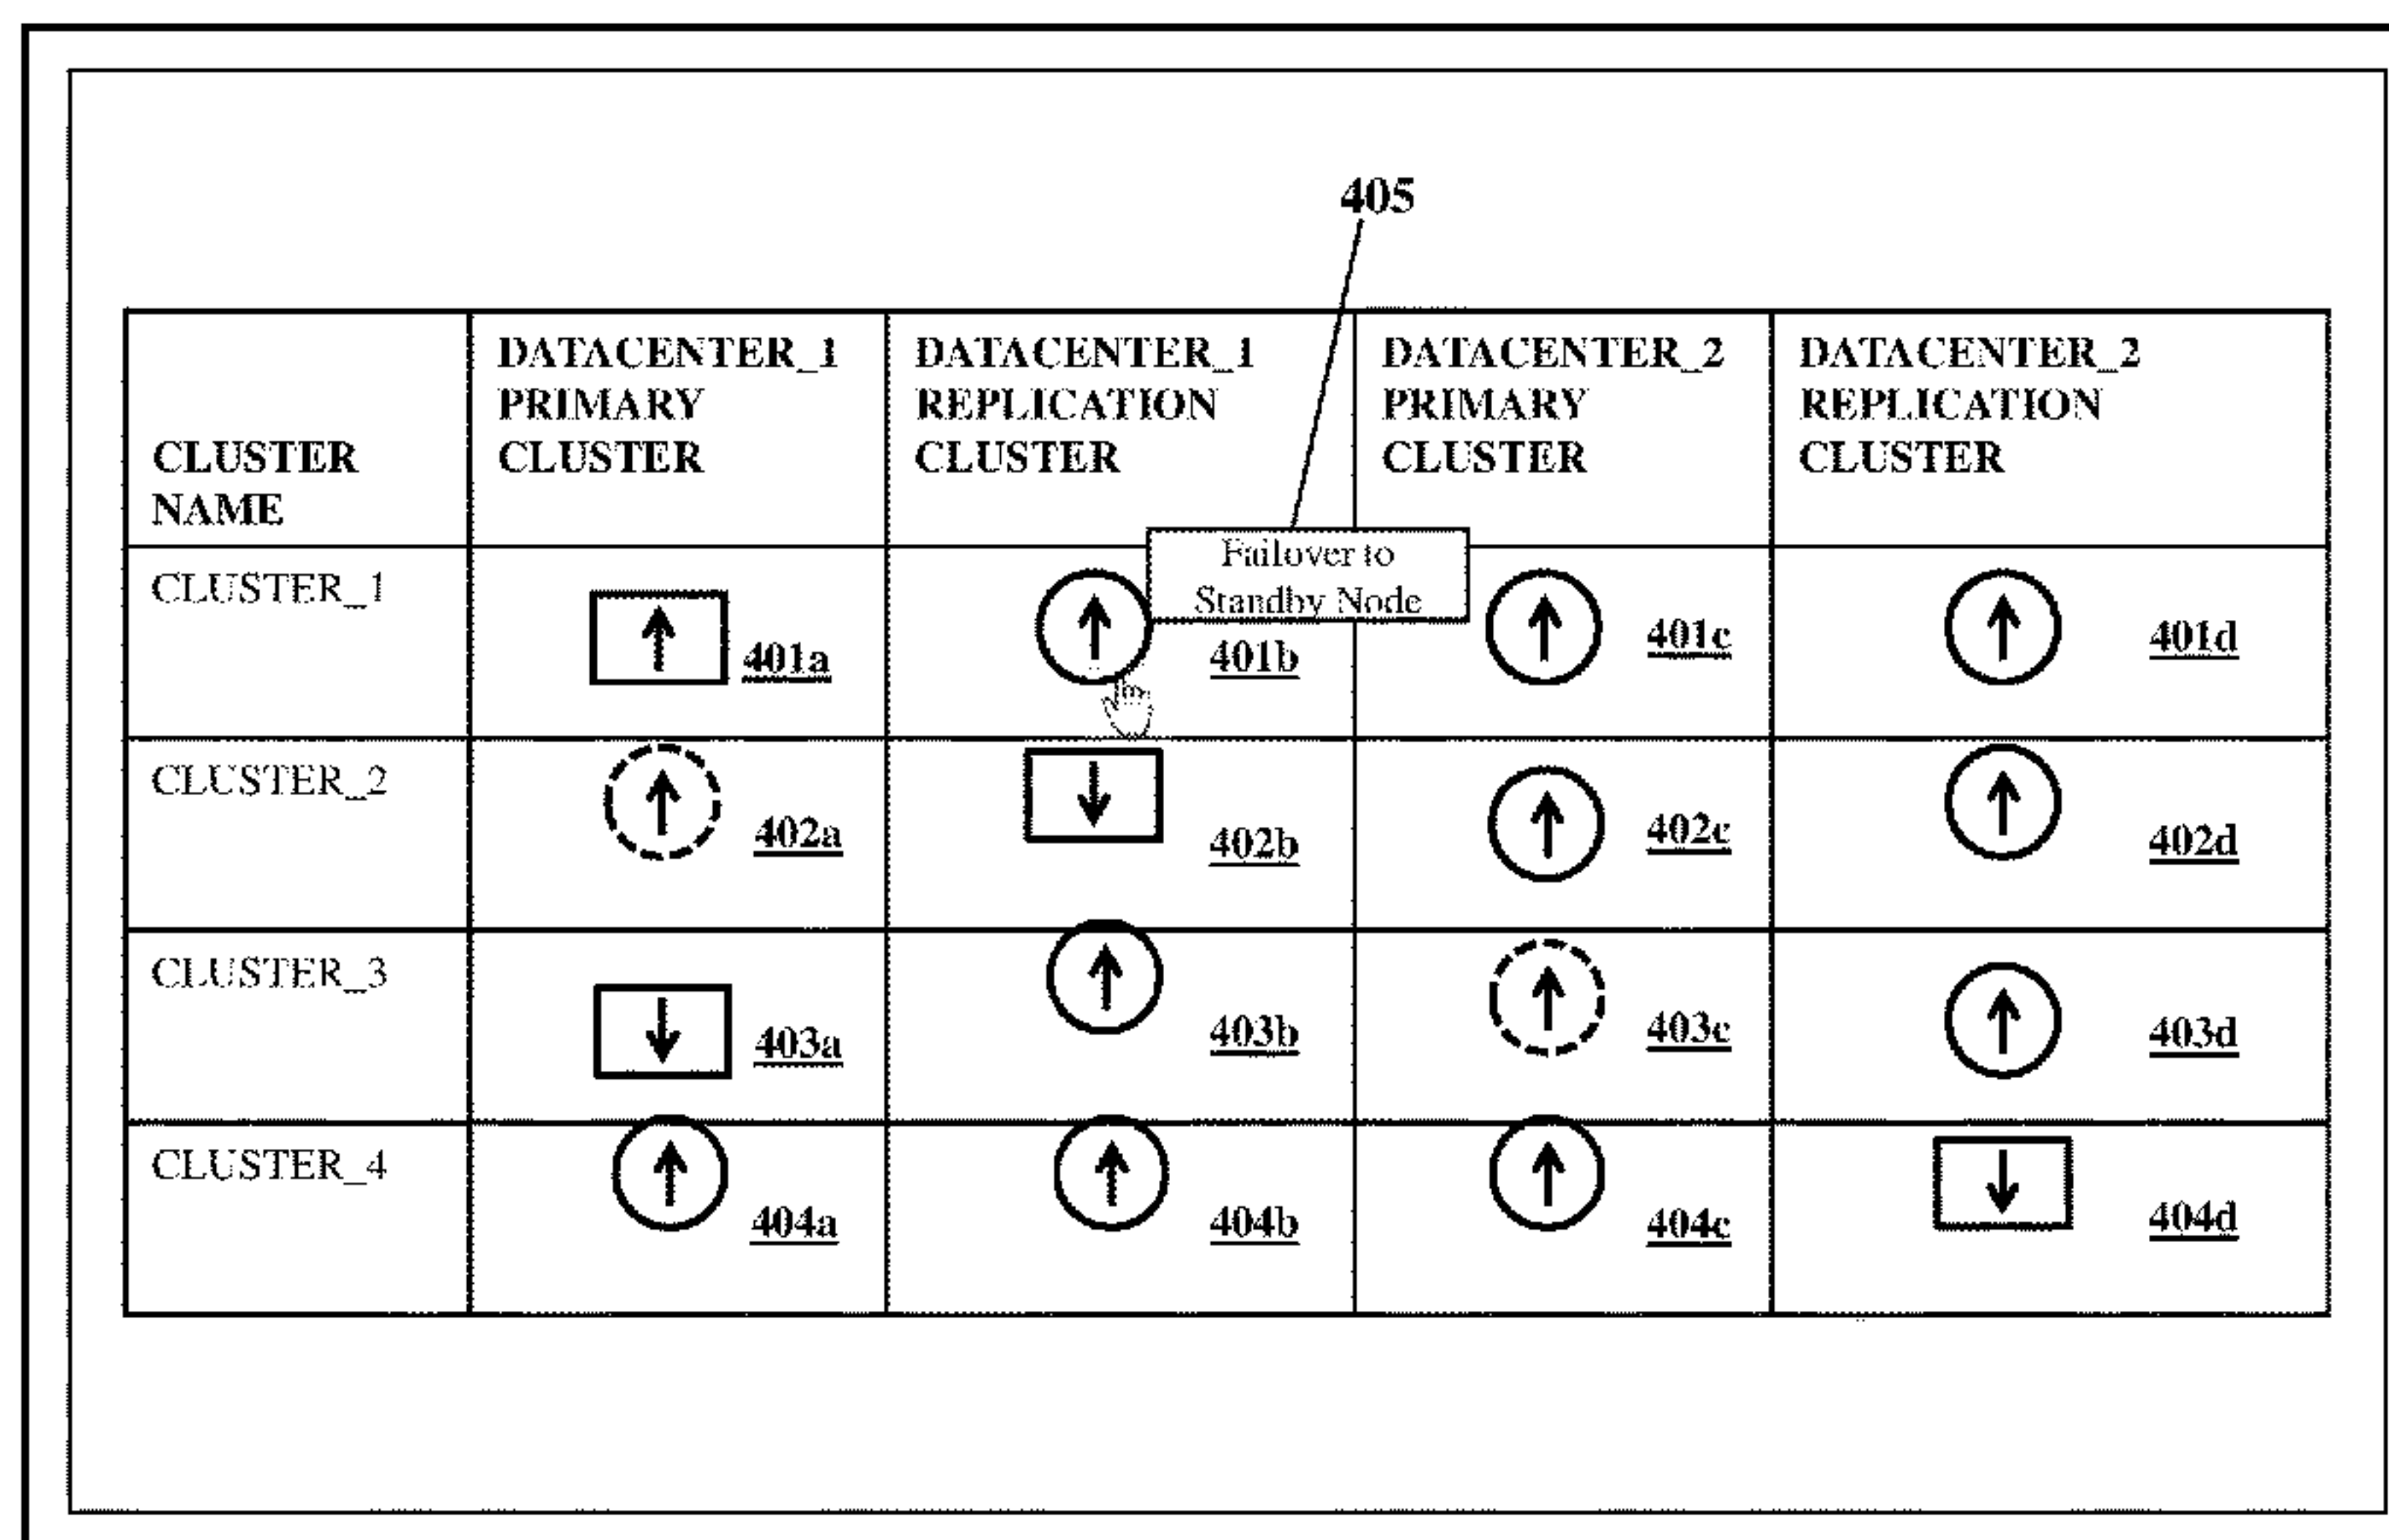 405
CLUSTER
NAME
DATACENTER_1
PRIMARY
CLUSTER
DATACENTER_1
REPLICATION
CLUSTER
DATACENTER_2
PRIMARY
CLUSTER
DATACENTER_2
REPLICATION
CLUSTER
Failover to
Standby Node
CLUSTER_1
401a
401b
401c
401d
CLUSTER_2
402a
402b
402c
402d
CLUSTER_3
403a
403b
403c
403d
CLUSTER_4
404a
404b
404c
404d